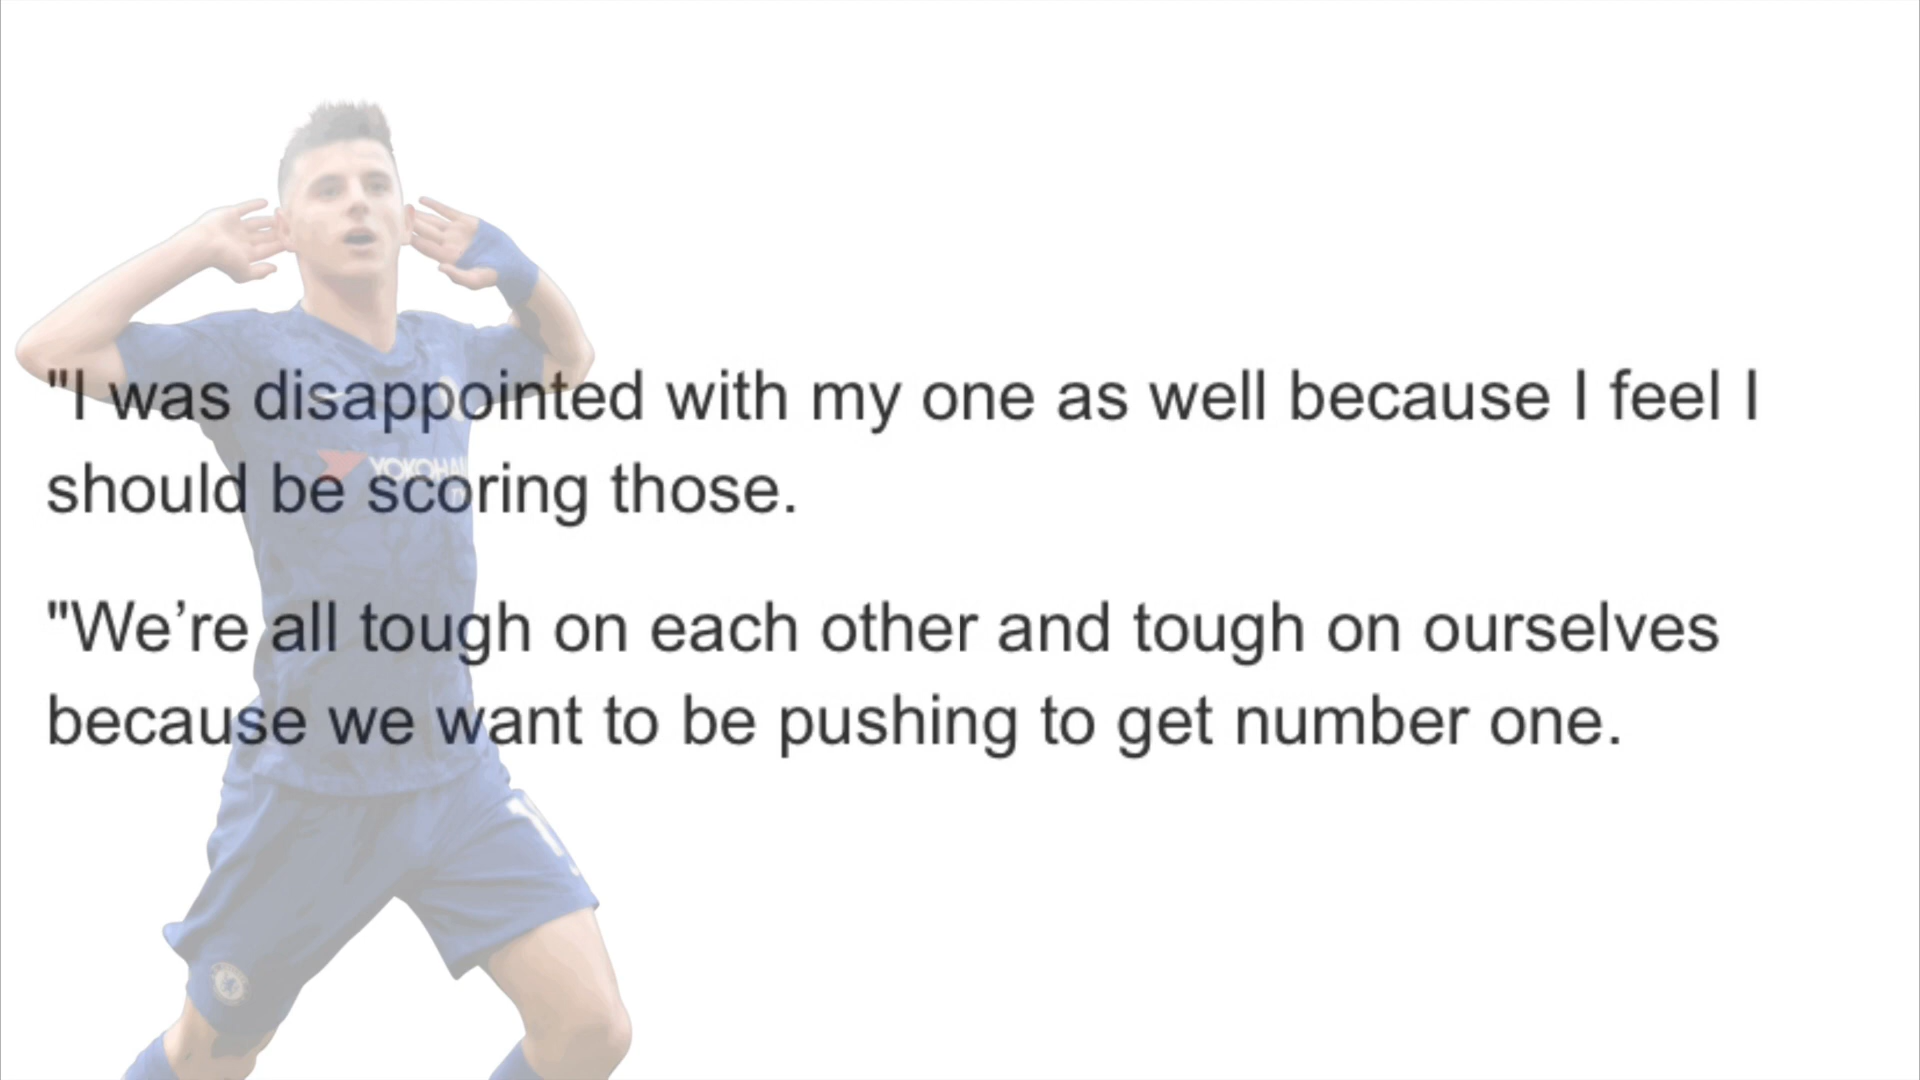 "I was disappointed with my one as well because I feel I
should be scoring those.
"We’re all tough on each other and tough on ourselves
because we want to be pushing to get number one.